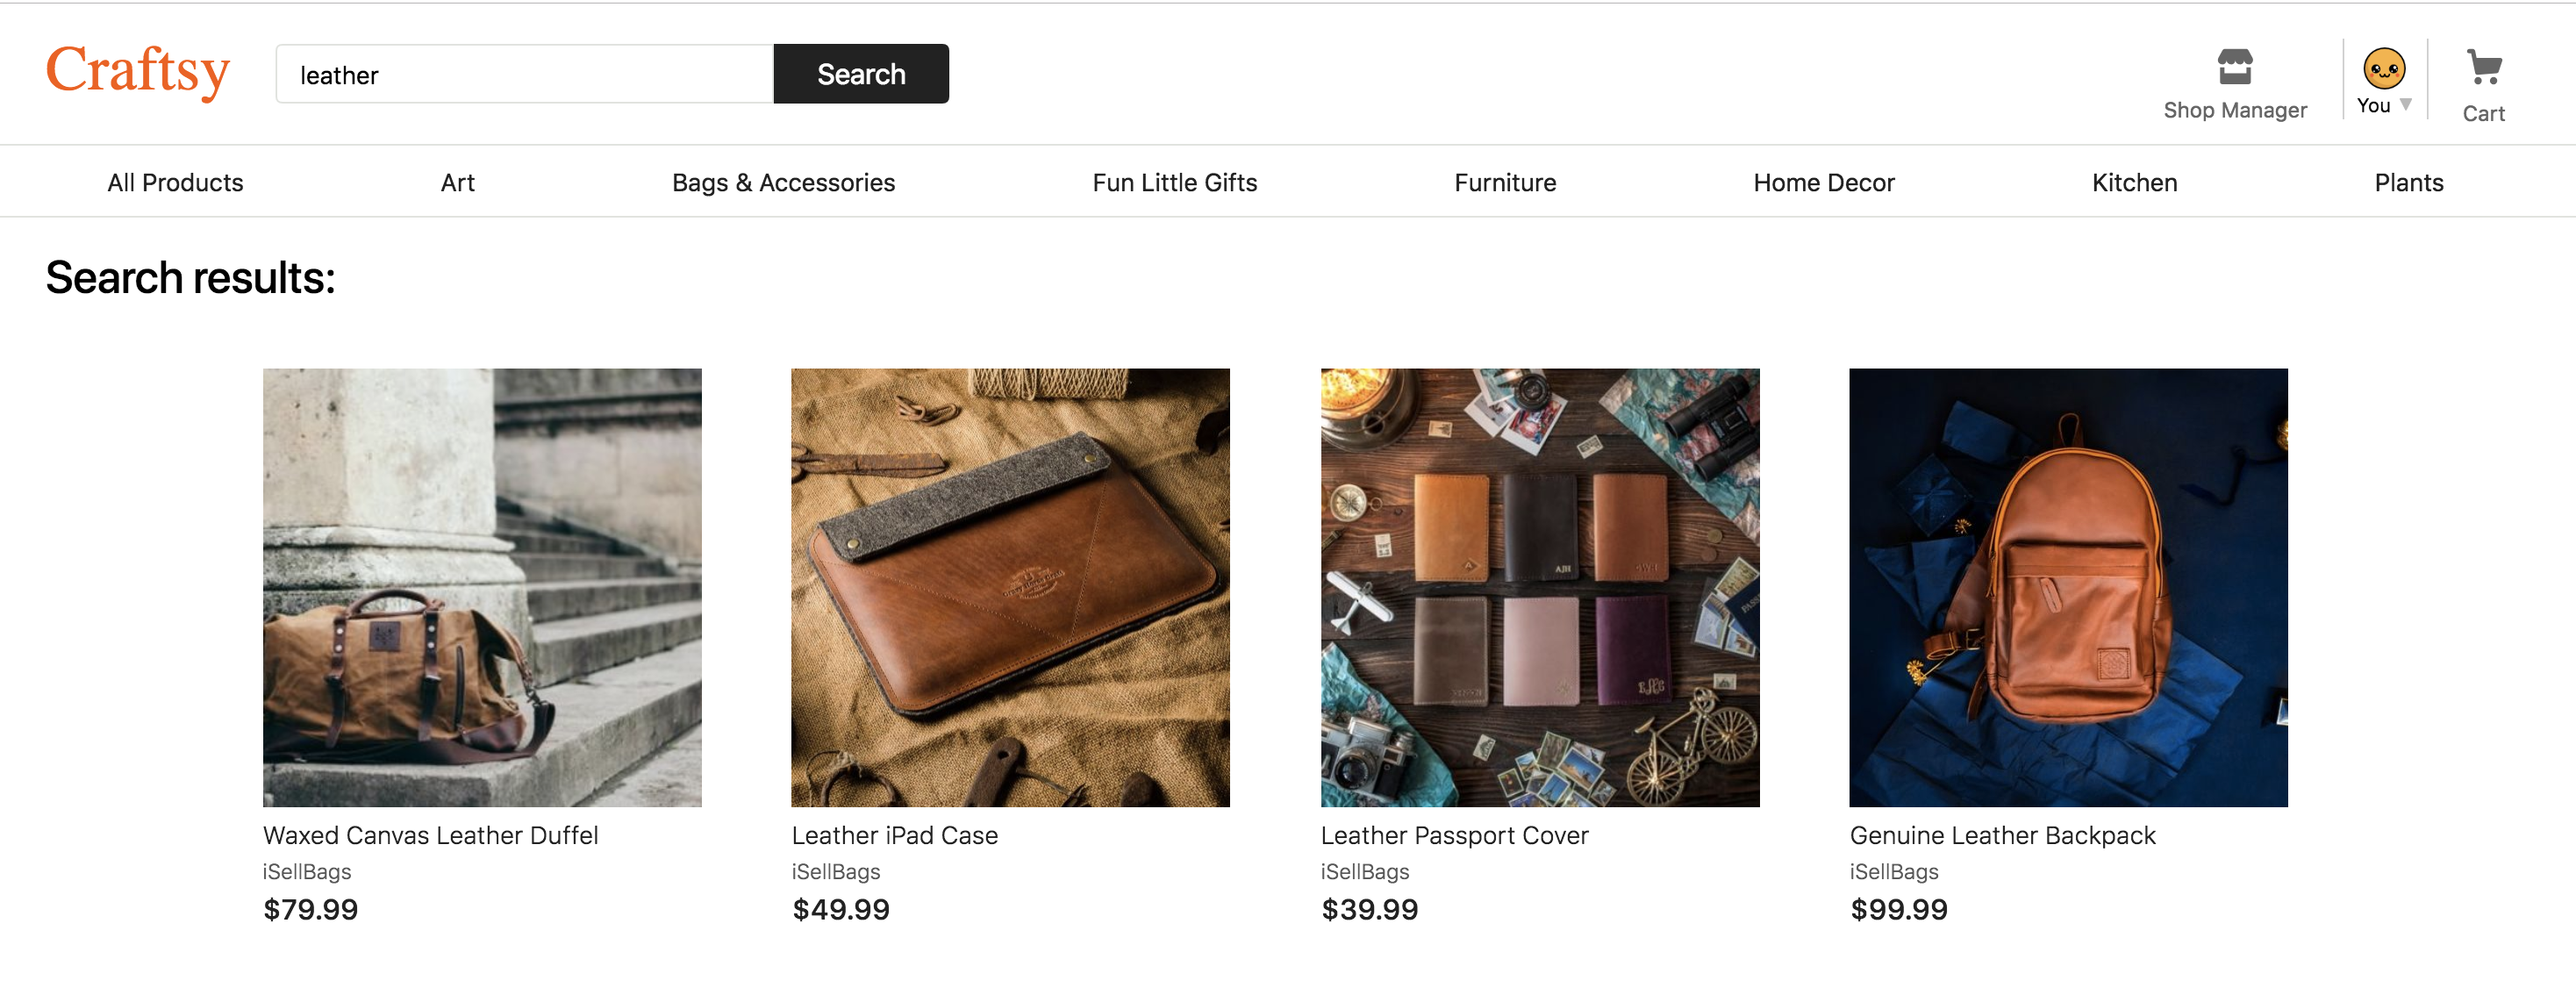 Craftsy
leather
Search
Shop Manager
You
Cart
All Products
Art
Bags & Accessories
Fun Little Gifts
Furniture
Home Decor
Kitchen
Plants
Search results:
Waxed Canvas Leather Duffel
iSellBags
$79.99
Leather iPad Case
iSellBags
$49.99
A
AJH
Leather Passport Cover
iSellBags
$39.99
Genuine Leather Backpack
iSellBags
$99.99